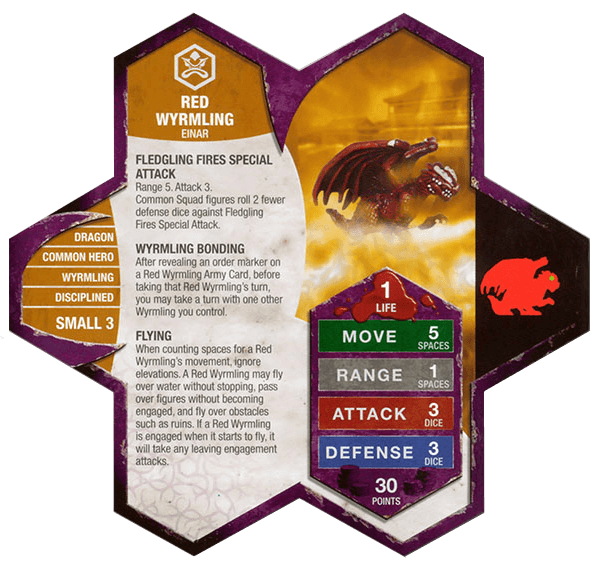 RED
WYRMLING
EINAR
FLEDGLING FIRES SPECIAL
ATTACK
Range 5. Attack 3.
Common Squad figures roll 2 fewer
defense dice against Fledgling
Fires Special Attack.
WYRMLING BONDING
After revealing an order marker on
a Red Wyrmling Army Card, before
taking that Red Wyrmling's turn,
you may take a turn with one other
Wyrmling you control.
FLYING
When counting spaces for a Red
Wyrmling's movement, ignore
elevations. A Red Wyrmling may fly
over water without stopping, pass
over figures without becoming
engaged, and fly over obstacles
such as ruins. If a Red Wyrmling
is engaged when it starts to fly, it
will take any leaving engagement
attacks.
DRAGON
COMMON HERO
WYRMLING
DISCIPLINED
SMALL 3
1
LIFE
MOVE 5
SPACES
RANGE 1
SPACES
ATTACK 3
DICE
DEFENSE 3
DICE
30
POINTS